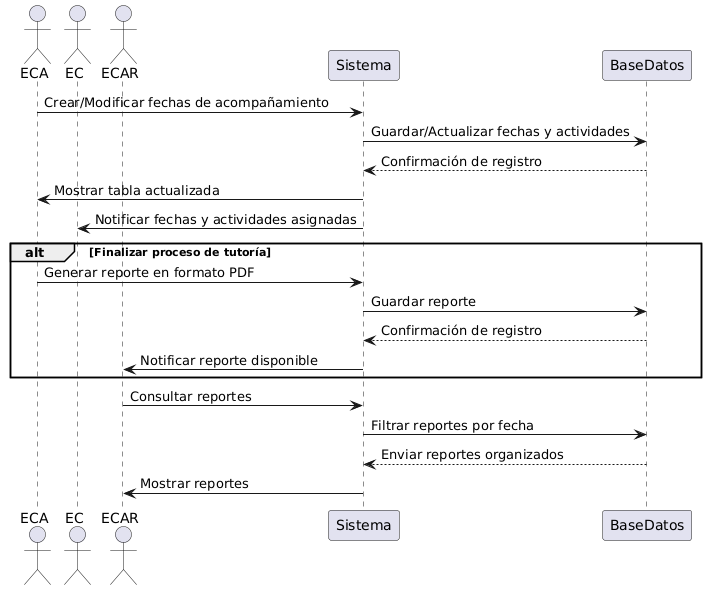 ECA EC ECAR Sistema BaseDatos
Crear/Modificar fechas de acompañamiento
Guardar/Actualizar fechas y actividades
Confirmación de registro
Mostrar tabla actualizada
Notificar fechas y actividades asignadas
alt [Finalizar proceso de tutoría]
Generar reporte en formato PDF
Guardar reporte
Confirmación de registro
Notificar reporte disponible
Consultar reportes
Filtrar reportes por fecha
Enviar reportes organizados
Mostrar reportes
ECA EC ECAR Sistema BaseDatos